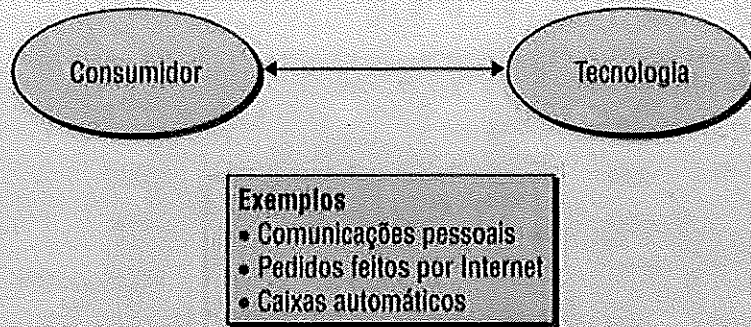 Consumidor
Tecnologia
Exemplos
• Comunicações pessoais
• Pedidos feitos por Internet
• Caixas automáticos